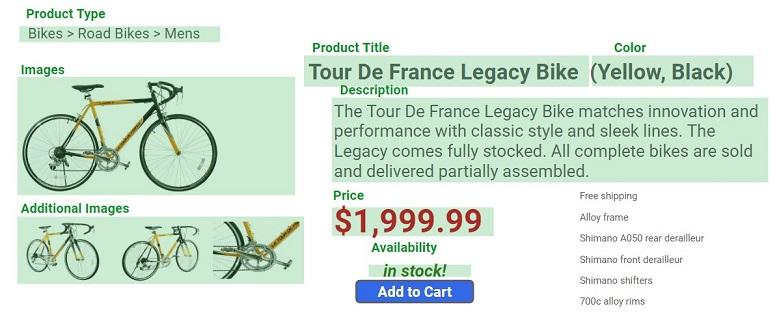 Product Type
Bikes > Road Bikes > Mens
Product Title
Color
Images
Tour De France Legacy Bike (Yellow, Black)
Description
The Tour De France Legacy Bike matches innovation and
performance with classic style and sleek lines. The
Legacy comes fully stocked. All complete bikes are sold
and delivered partially assembled.
Additional Images
Price
$1,999.99
Availability
in stock!
Add to Cart
Free shipping
Alloy frame
Shimano A050 rear derailleur
Shimano front derailleur
Shimano shifters
700c alloy rims